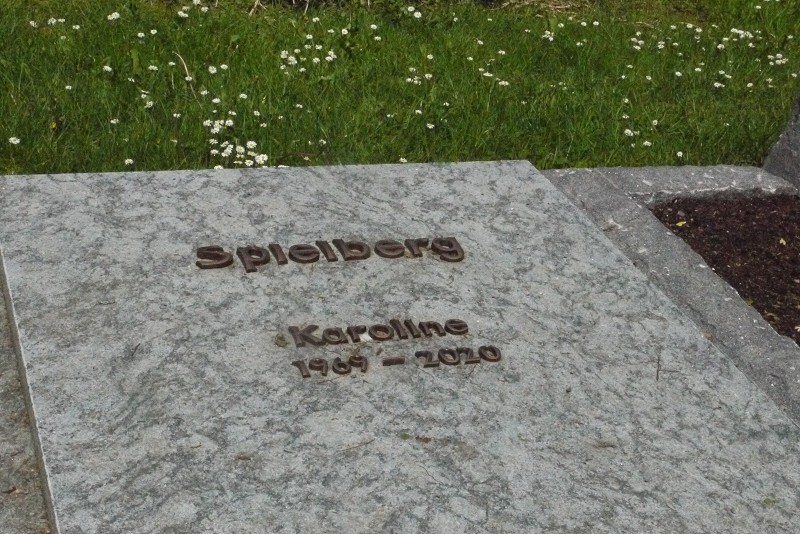 Spielberg
Karoline
1969 - 2020